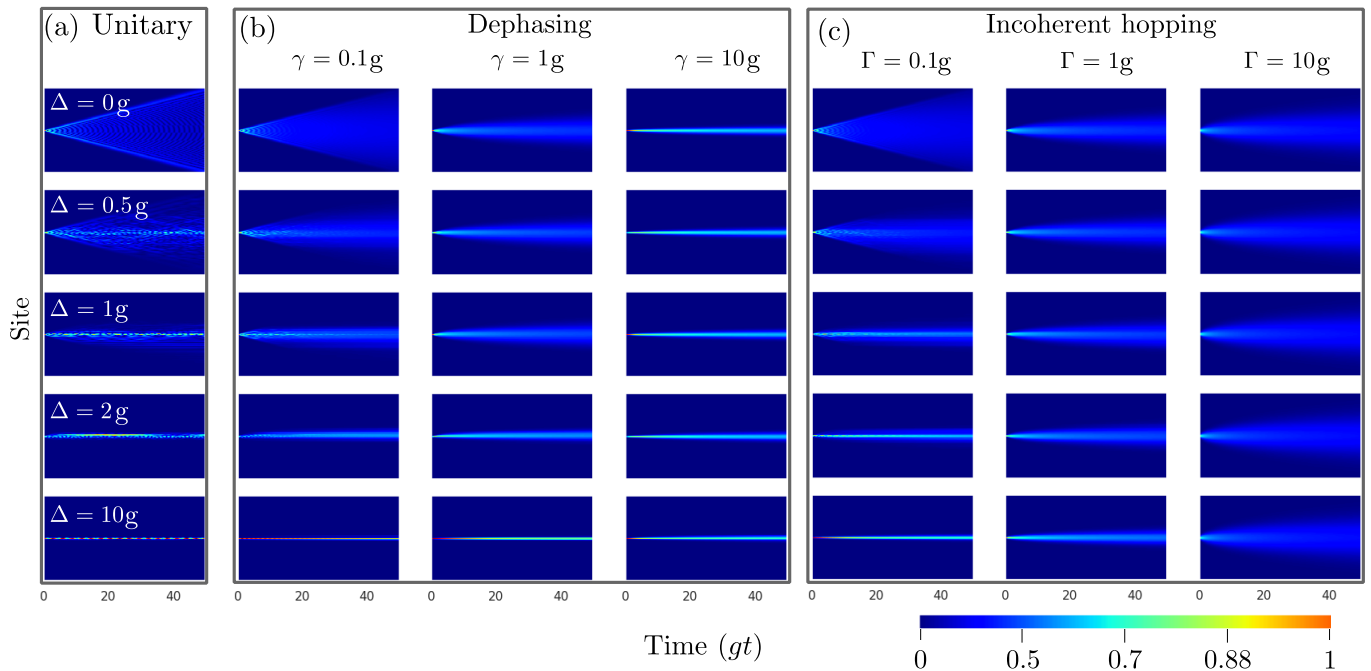 (a) Unitary
(b) Dephasing
(c) Incoherent hopping
γ = 0.1g γ = 1g γ = 10g
Γ = 0.1g Γ = 1g Γ = 10g
Δ = 0g
Δ = 0.5g
Δ = 1g
Δ = 2g
Δ = 10g
Site
0 20 40 0 20 40 0 20 40 0 20 40 0 20 40 0 20 40 0 20 40
Time (gt)
0 0.5 0.7 0.88 1